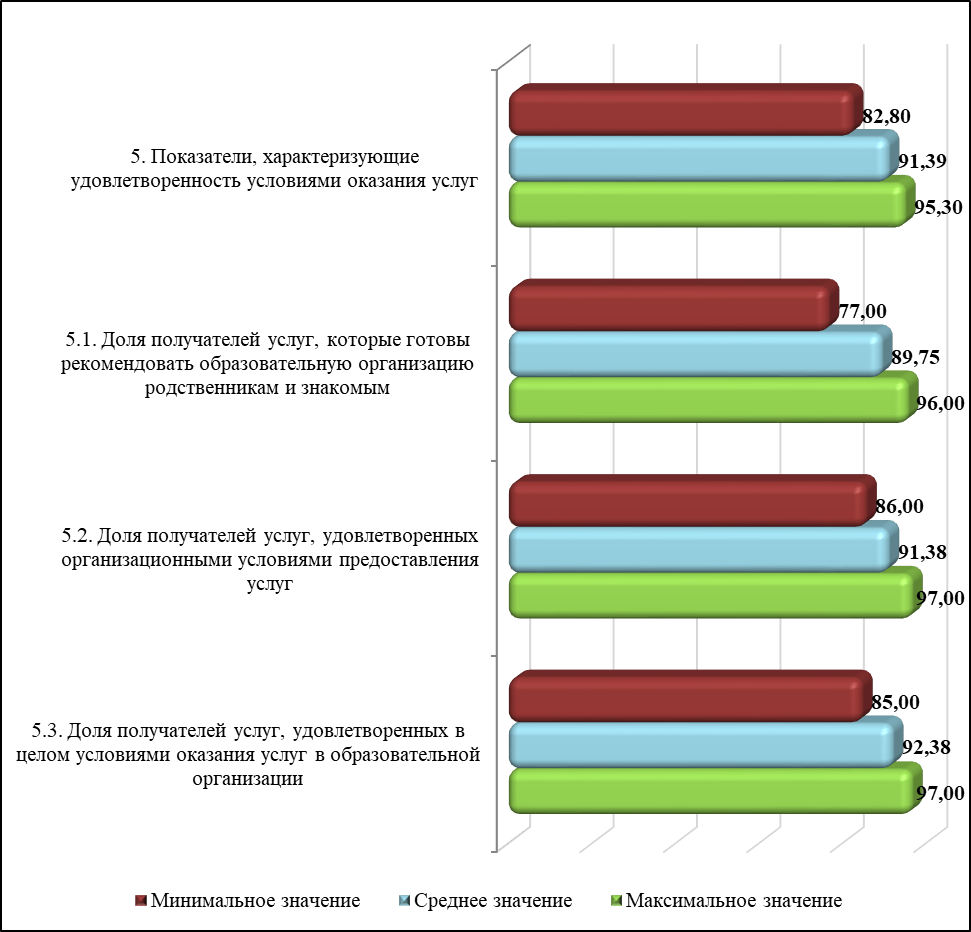 5. Показатели, характеризующие
удовлетворенность условиями оказания услуг
82,80
91,39
95,30
5.1. Доля получателей услуг, которые готовы
рекомендовать образовательную организацию
родственникам и знакомым
77,00
89,75
96,00
5.2. Доля получателей услуг, удовлетворенных
организационными условиями предоставления
услуг
86,00
91,38
97,00
5.3. Доля получателей услуг, удовлетворенных в
целом условиями оказания услуг в образовательной
организации
85,00
92,38
97,00
Минимальное значение
Среднее значение
Максимальное значение